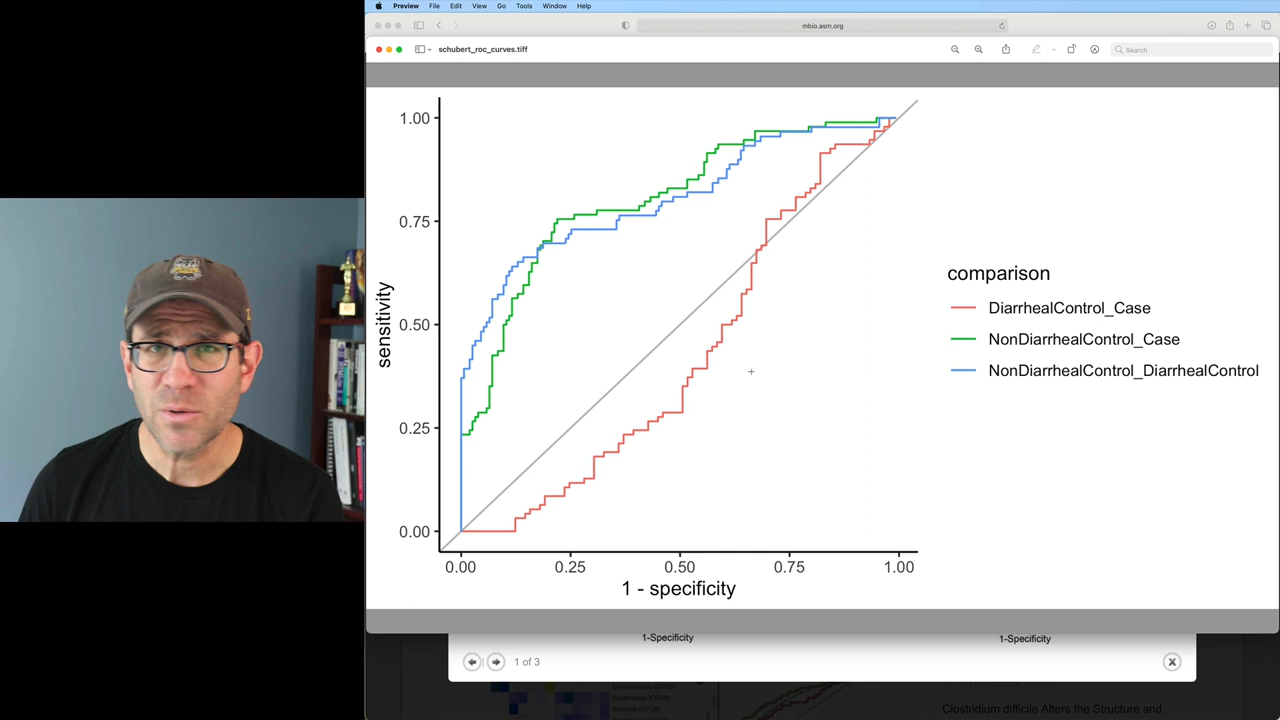 Preview File Edit View Go Tools Window Help
mbio.asm.org
schubert_roc_curves.tiff
Search
1.00
0.75
0.50
0.25
0.00
sensitivity
0.00 0.25 0.50 0.75 1.00
1 - specificity
comparison
DiarrhealControl_Case
NonDiarrhealControl_Case
NonDiarrhealControl_DiarrhealControl
1-Specificity 1-Specificity
1 of 3
Clostridium difficile Alters the Structure and